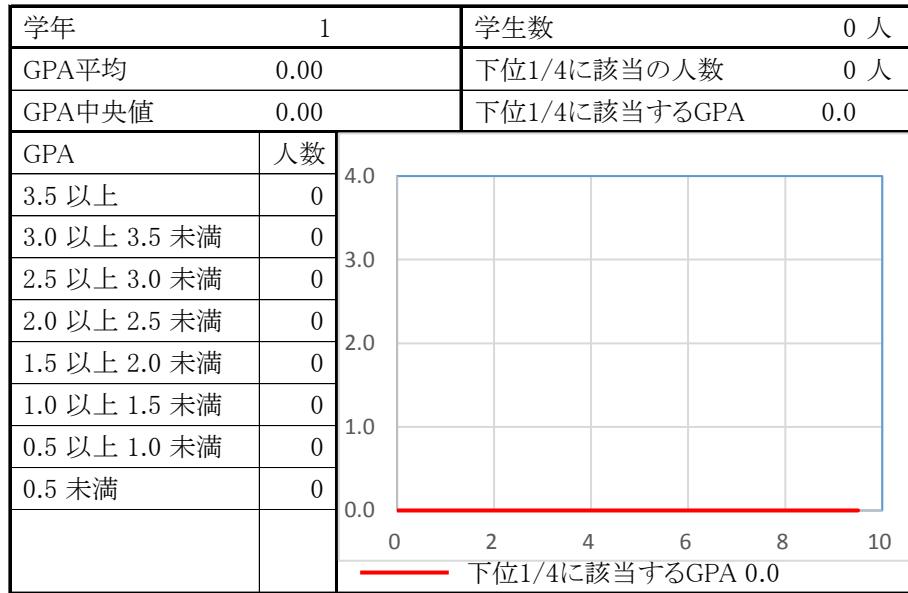 学年 1 学生数 0 人
GPA平均 0.00 下位1/4に該当の人数 0 人
GPA中央値 0.00 下位1/4に該当するGPA 0.0
GPA 人数
3.5 以上 0
3.0 以上 3.5 未満 0
2.5 以上 3.0 未満 0
2.0 以上 2.5 未満 0
1.5 以上 2.0 未満 0
1.0 以上 1.5 未満 0
0.5 以上 1.0 未満 0
0.5 未満 0
4.0
3.0
2.0
1.0
0.0
0 2 4 6 8 10
下位1/4に該当するGPA 0.0